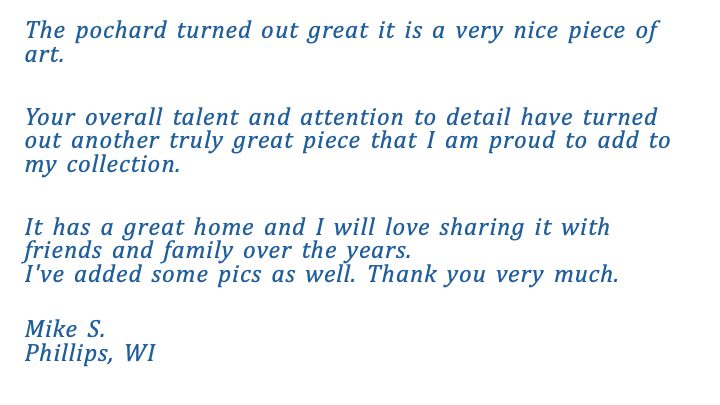 The pochard turned out great it is a very nice piece of
art.
Your overall talent and attention to detail have turned
out another truly great piece that I am proud to add to
my collection.
It has a great home and I will love sharing it with
friends and family over the years.
I've added some pics as well. Thank you very much.
Mike S.
Phillips, WI